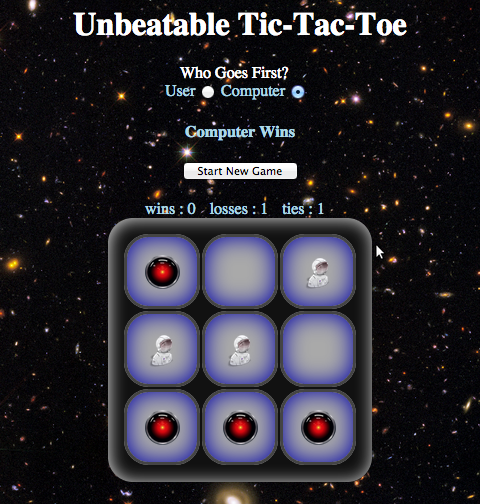 Unbeatable Tic-Tac-Toe
Who Goes First?
User Computer
Computer Wins
Start New Game
wins : 0 losses : 1 ties : 1